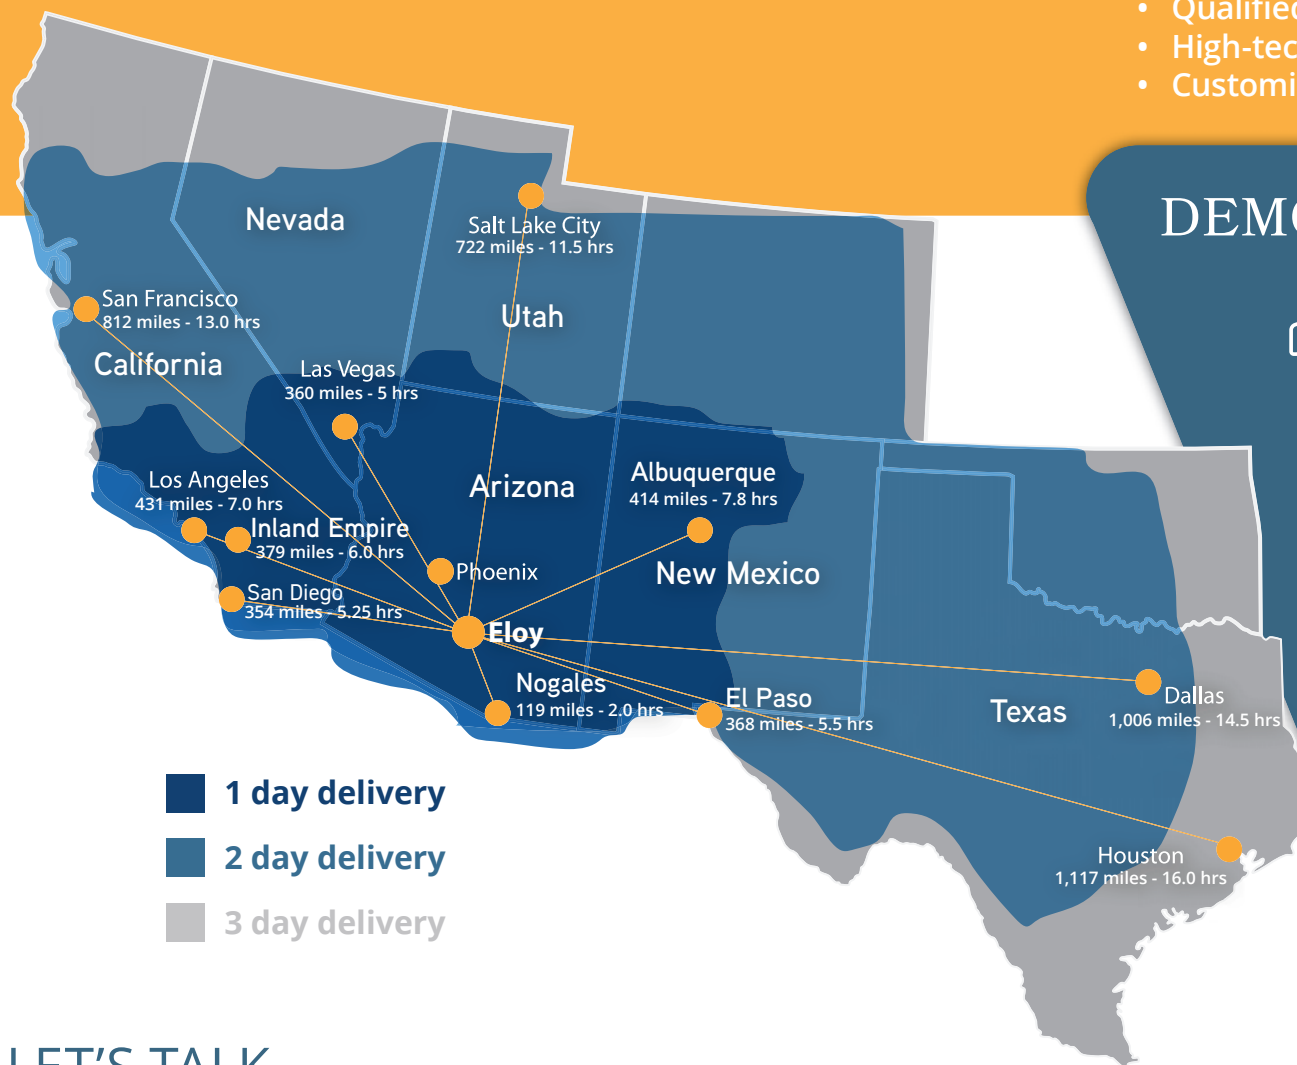 • Qualified
• High-tec
• Customi
DEMO
Nevada
Salt Lake City
722 miles - 11.5 hrs
San Francisco
812 miles - 13.0 hrs
Utah
California
Las Vegas
360 miles - 5 hrs
Los Angeles
431 miles - 7.0 hrs
Arizona
Albuquerque
414 miles - 7.8 hrs
Inland Empire
379 miles - 6.0 hrs
Phoenix
New Mexico
San Diego
354 miles - 5.25 hrs
Eloy
Nogales
119 miles - 2.0 hrs
El Paso
368 miles - 5.5 hrs
Texas
Dallas
1,006 miles - 14.5 hrs
Houston
1,117 miles - 16.0 hrs
1 day delivery
2 day delivery
3 day delivery
LET'S TALK